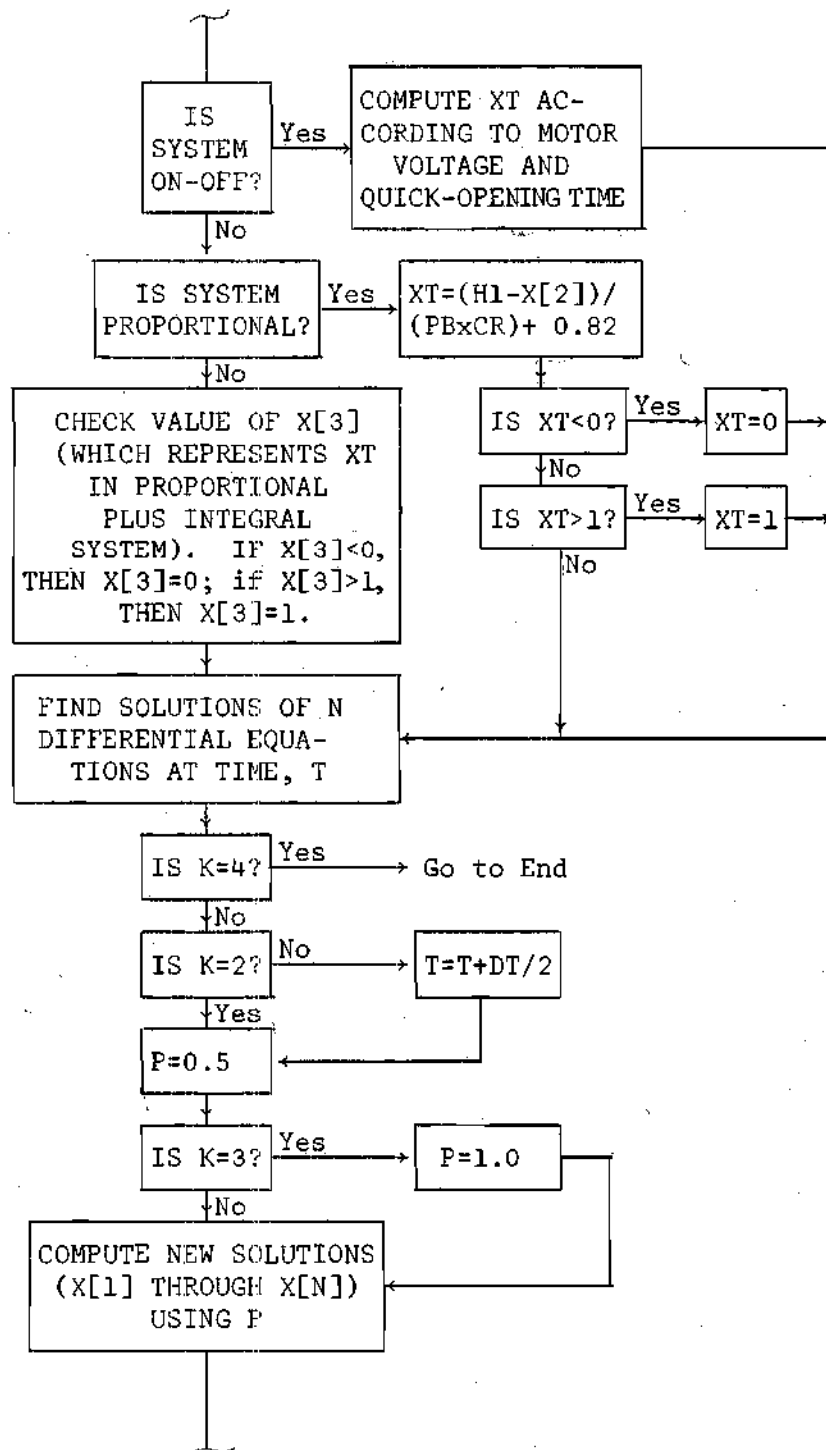 IS
SYSTEM
ON-OFF?
Yes
COMPUTE XT AC-
CORDING TO MOTOR
VOLTAGE AND
QUICK-OPENING TIME
No
IS SYSTEM
PROPORTIONAL?
Yes
XT=(H1-X[2])/
(PBxCR)+ 0.82
No
CHECK VALUE OF X[3]
(WHICH REPRESENTS XT
IN PROPORTIONAL
PLUS INTEGRAL
SYSTEM). IF X[3]<0,
THEN X[3]=0; if X[3]>1,
THEN X[3]=1.
IS XT<0?
Yes
XT=0
No
IS XT>1?
Yes
XT=1
No
FIND SOLUTIONS OF N
DIFFERENTIAL EQUA-
TIONS AT TIME, T
IS K=4?
Yes
Go to End
No
IS K=2?
No
T=T+DT/2
Yes
P=0.5
IS K=3?
Yes
P=1.0
No
COMPUTE NEW SOLUTIONS
(X[1] THROUGH X[N])
USING P